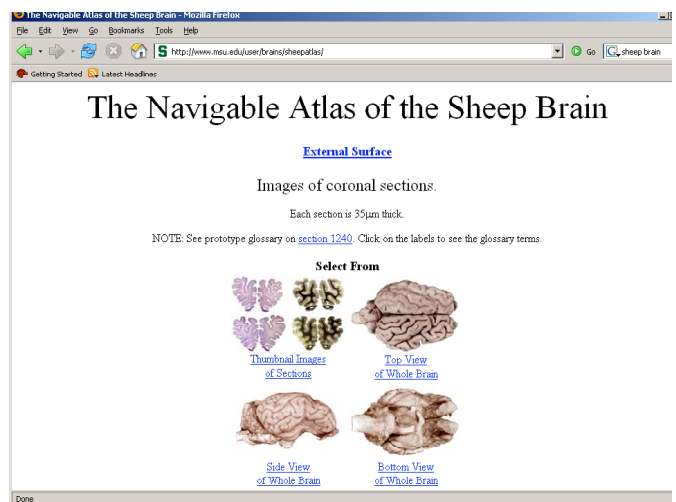 The Navigable Atlas of the Sheep Brain - Mozilla Firefox
File Edit View Go Bookmarks Tools Help
S http://www.msu.edu/user/brains/sheepatlas/ Go G sheep brain
Getting Started Latest Headlines
The Navigable Atlas of the Sheep Brain
External Surface
Images of coronal sections.
Each section is 35µm thick.
NOTE: See prototype glossary on section 1240. Click on the labels to see the glossary terms.
Select From
Thumbnail Images Top View
of Sections of Whole Brain
Side View Bottom View
of Whole Brain of Whole Brain
Done